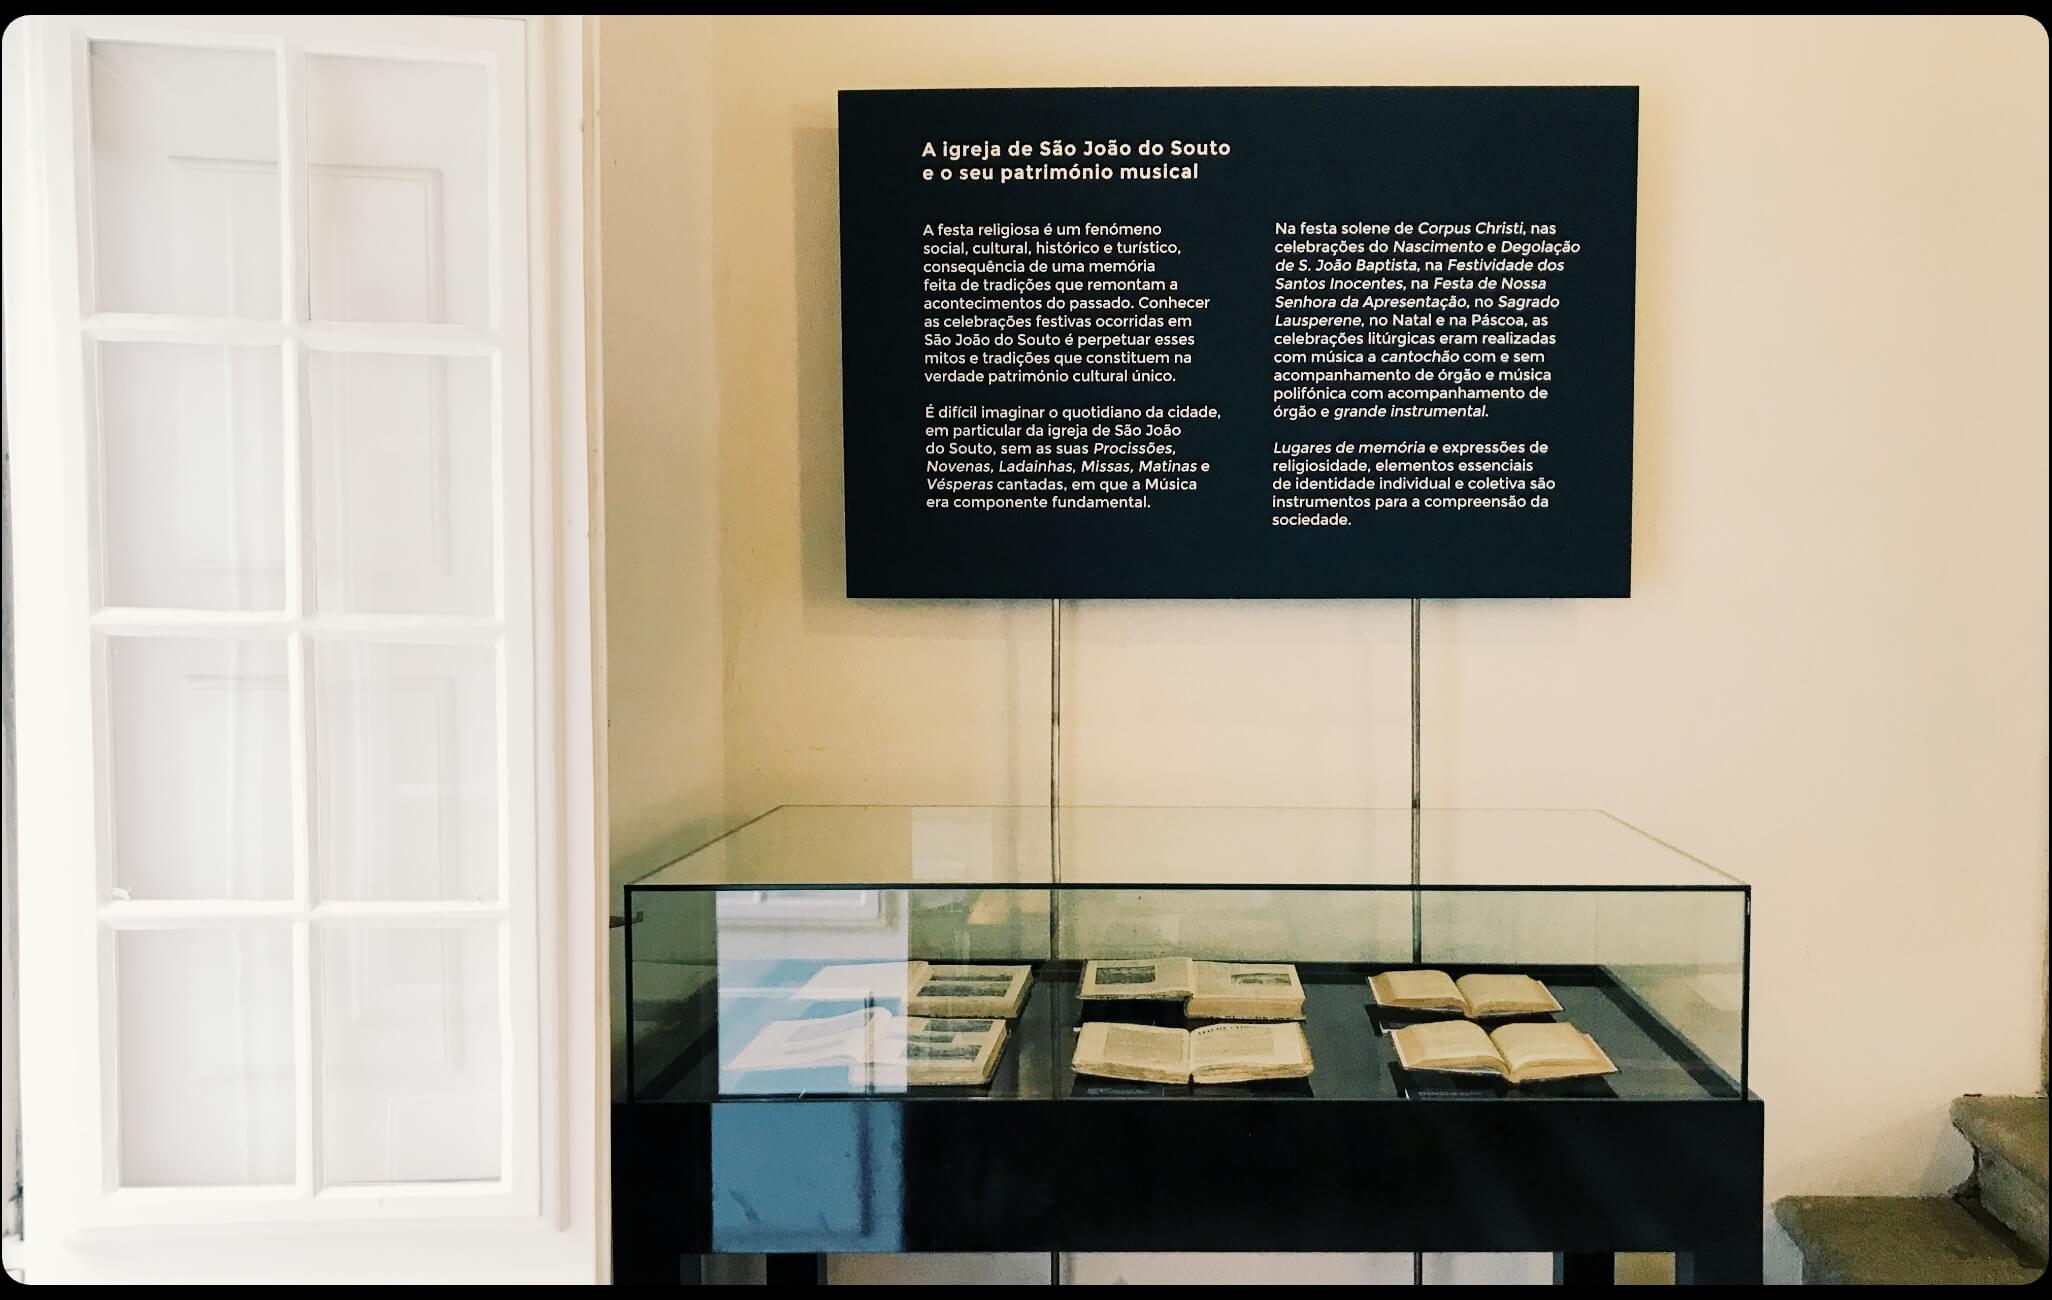 A igreja de São João do Souto
e o seu património musical
A festa religiosa é um fenómeno
social, cultural, histórico e turístico,
consequência de uma memória
feita de tradições que remontam a
acontecimentos do passado. Conhecer
as celebrações festivas ocorridas em
São João do Souto é perpetuar esses
mitos e tradições que constituem na
verdade património cultural único.
É difícil imaginar o quotidiano da cidade,
em particular da igreja de São João
do Souto, sem as suas Procissões,
Novenas, Ladainhas, Missas, Matinas e
Vésperas cantadas, em que a Música
era componente fundamental.
Na festa solene de Corpus Christi, nas
celebrações do Nascimento e Degolação
de S. João Baptista, na Festividade dos
Santos Inocentes, na Festa de Nossa
Senhora da Apresentação, no Sagrado
Lausperene, no Natal e na Páscoa, as
celebrações litúrgicas eram realizadas
com música a cantochão com e sem
acompanhamento de órgão e música
polifónica com acompanhamento de
órgão e grande instrumental.
Lugares de memória e expressões de
religiosidade, elementos essenciais
de identidade individual e coletiva são
instrumentos para a compreensão da
sociedade.